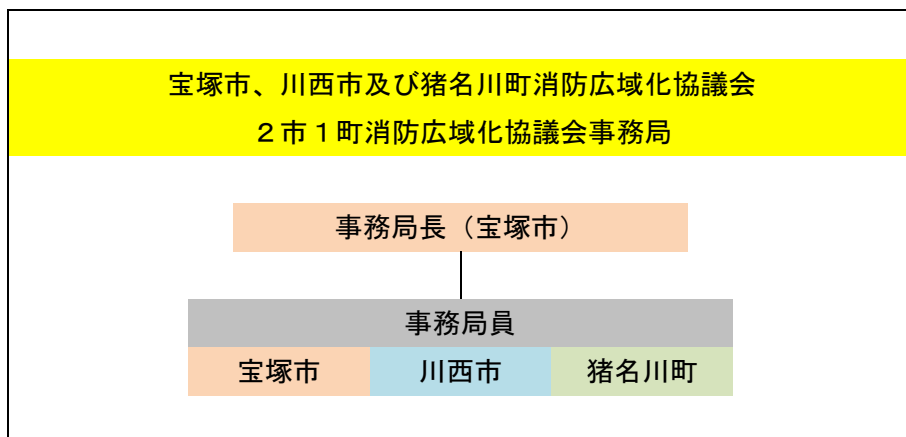 宝塚市、川西市及び猪名川町消防広域化協議会
２市１町消防広域化協議会事務局
事務局長（宝塚市）
事務局員
宝塚市 川西市 猪名川町